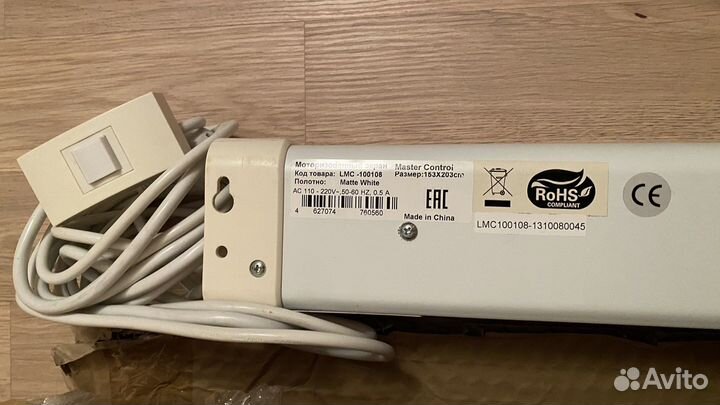 Моторизованный экран Master Control
Код товара: LMC -100108 Размер:153X203cm
Полотно: Matte White
AC 110 - 220V~,50-60 HZ, 0.5 A
4 627074 760560
EAC
Made in China
RoHS
COMPLIANT
CE
LMC100108-1310080045
Avito